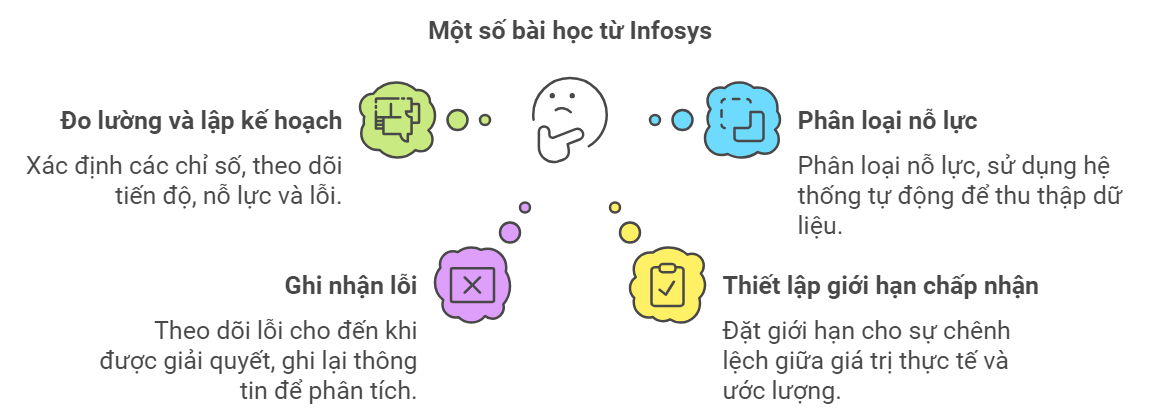 Một số bài học từ Infosys
Đo lường và lập kế hoạch
Xác định các chỉ số, theo dõi
tiến độ, nỗ lực và lỗi.
Phân loại nỗ lực
Phân loại nỗ lực, sử dụng hệ
thống tự động để thu thập dữ
liệu.
Ghi nhận lỗi
Theo dõi lỗi cho đến khi
được giải quyết, ghi lại thông
tin để phân tích.
Thiết lập giới hạn chấp nhận
Đặt giới hạn cho sự chênh
lệch giữa giá trị thực tế và
ước lượng.